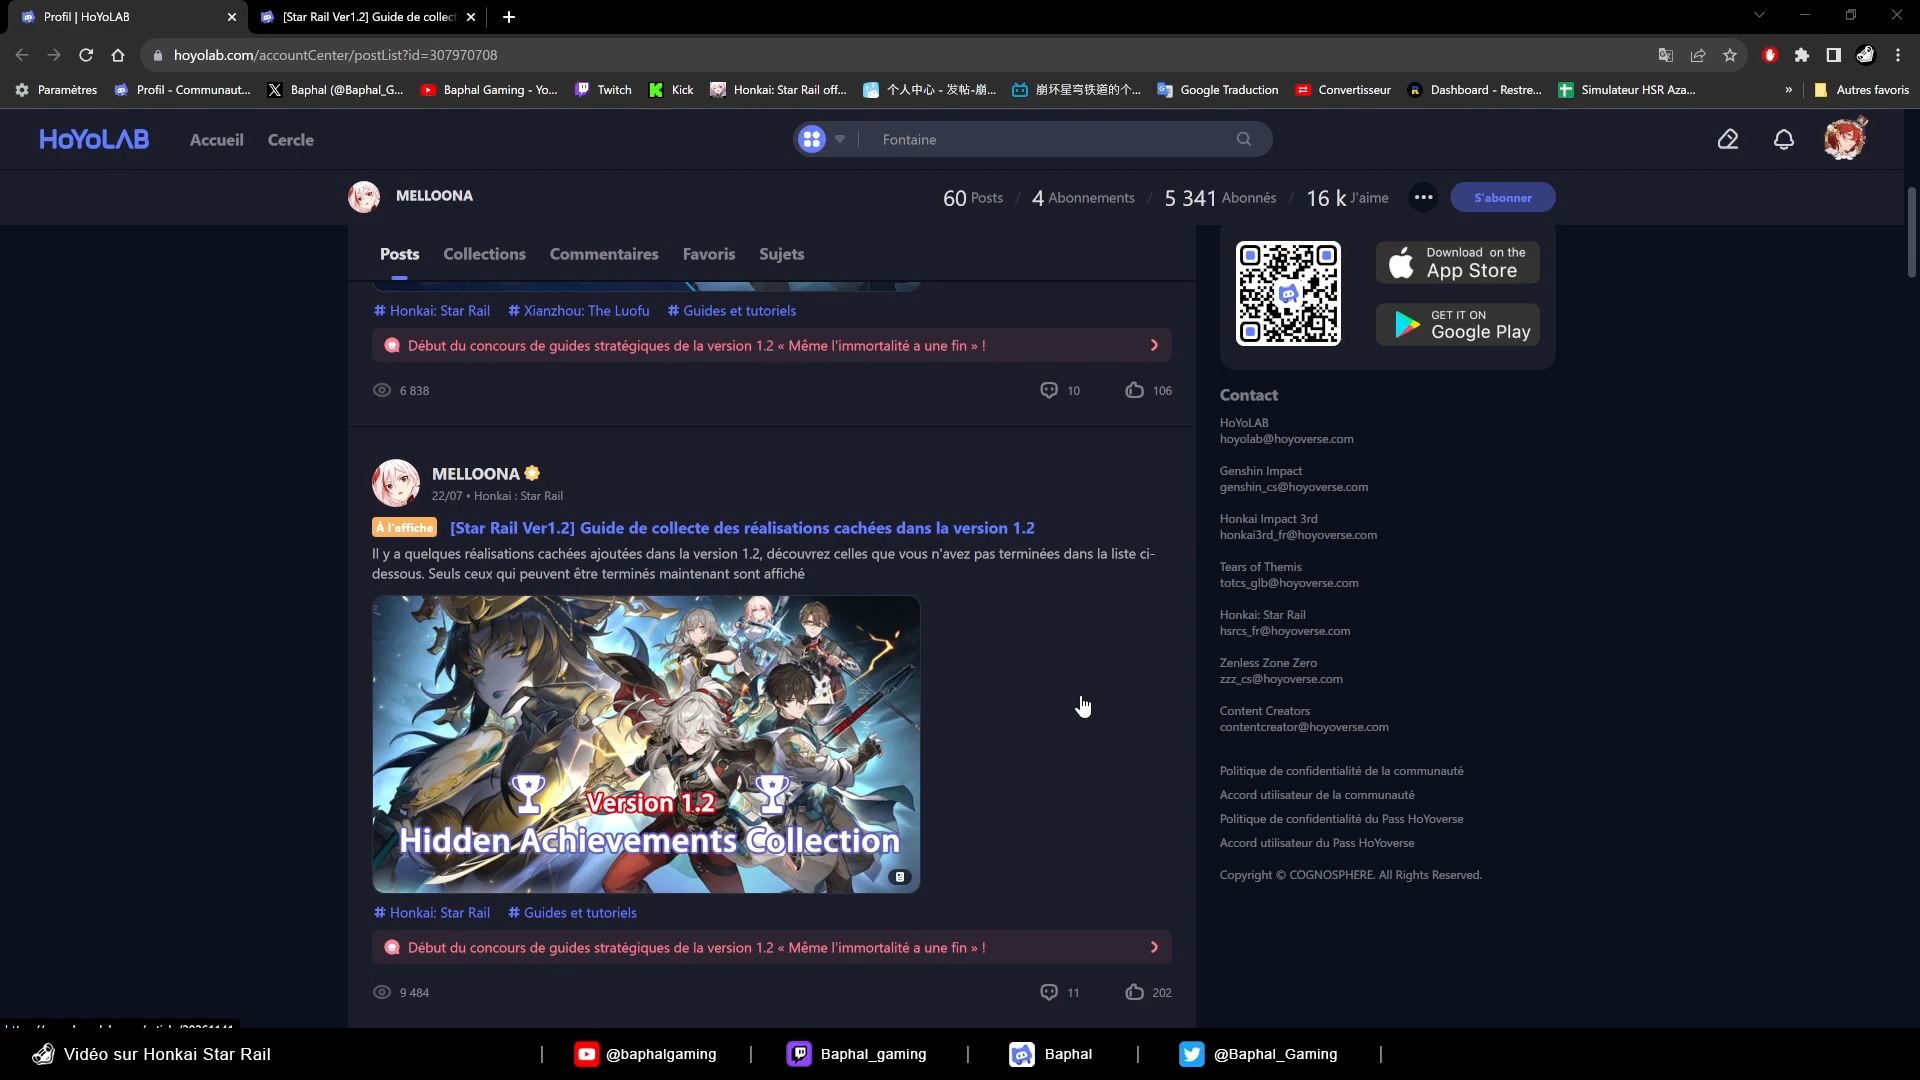 Profil | HoYoLAB
[Star Rail Ver1.2] Guide de collect
hoyolab.com/accountCenter/postList?id=307970708
Paramètres
Profil - Communaut...
Baphal (@Baphal_G...
Baphal Gaming - Yo...
Twitch
Kick
Honkai: Star Rail off...
个人中心 - 发帖-崩...
崩坏星穹铁道的个...
Google Traduction
Convertisseur
Dashboard - Restre...
Simulateur HSR Aza...
»
Autres favoris
HoYoLAB
Accueil
Cercle
Fontaine
MELLOONA
60 Posts / 4 Abonnements / 5 341 Abonnés / 16 k J'aime
S'abonner
Posts
Collections
Commentaires
Favoris
Sujets
# Honkai: Star Rail # Xianzhou: The Luofu # Guides et tutoriels
Début du concours de guides stratégiques de la version 1.2 « Même l'immortalité a une fin » !
6 838
10
106
MELLOONA
22/07 • Honkai : Star Rail
À l'affiche [Star Rail Ver1.2] Guide de collecte des réalisations cachées dans la version 1.2
Il y a quelques réalisations cachées ajoutées dans la version 1.2, découvrez celles que vous n'avez pas terminées dans la liste ci-
dessous. Seuls ceux qui peuvent être terminés maintenant sont affiché
Version 1.2
Hidden Achievements Collection
# Honkai: Star Rail # Guides et tutoriels
Début du concours de guides stratégiques de la version 1.2 « Même l'immortalité a une fin » !
9 484
11
202
Download on the
App Store
GET IT ON
Google Play
Contact
HoYoLAB
hoyolab@hoyoverse.com
Genshin Impact
genshin_cs@hoyoverse.com
Honkai Impact 3rd
honkai3rd_fr@hoyoverse.com
Tears of Themis
totcs_glb@hoyoverse.com
Honkai: Star Rail
hsrcs_fr@hoyoverse.com
Zenless Zone Zero
zzz_cs@hoyoverse.com
Content Creators
contentcreator@hoyoverse.com
Politique de confidentialité de la communauté
Accord utilisateur de la communauté
Politique de confidentialité du Pass HoYoverse
Accord utilisateur du Pass HoYoverse
Copyright © COGNOSPHERE. All Rights Reserved.
Vidéo sur Honkai Star Rail | @baphalgaming | Baphal_gaming | Baphal | @Baphal_Gaming |